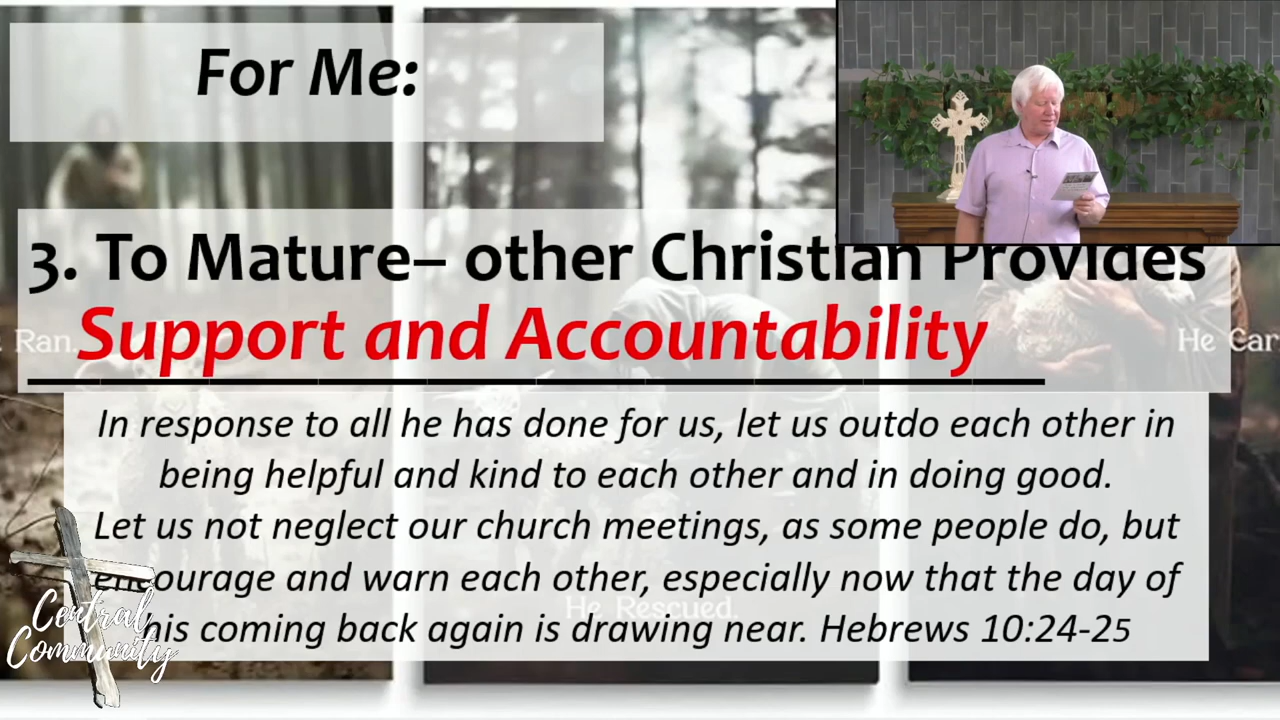 For Me:
3. To Mature– other Christian Provides
Support and Accountability
Ran.
He Car
In response to all he has done for us, let us outdo each other in
being helpful and kind to each other and in doing good.
Let us not neglect our church meetings, as some people do, but
encourage and warn each other, especially now that the day of
his coming back again is drawing near. Hebrews 10:24-25
He Rescued.
Central
Community